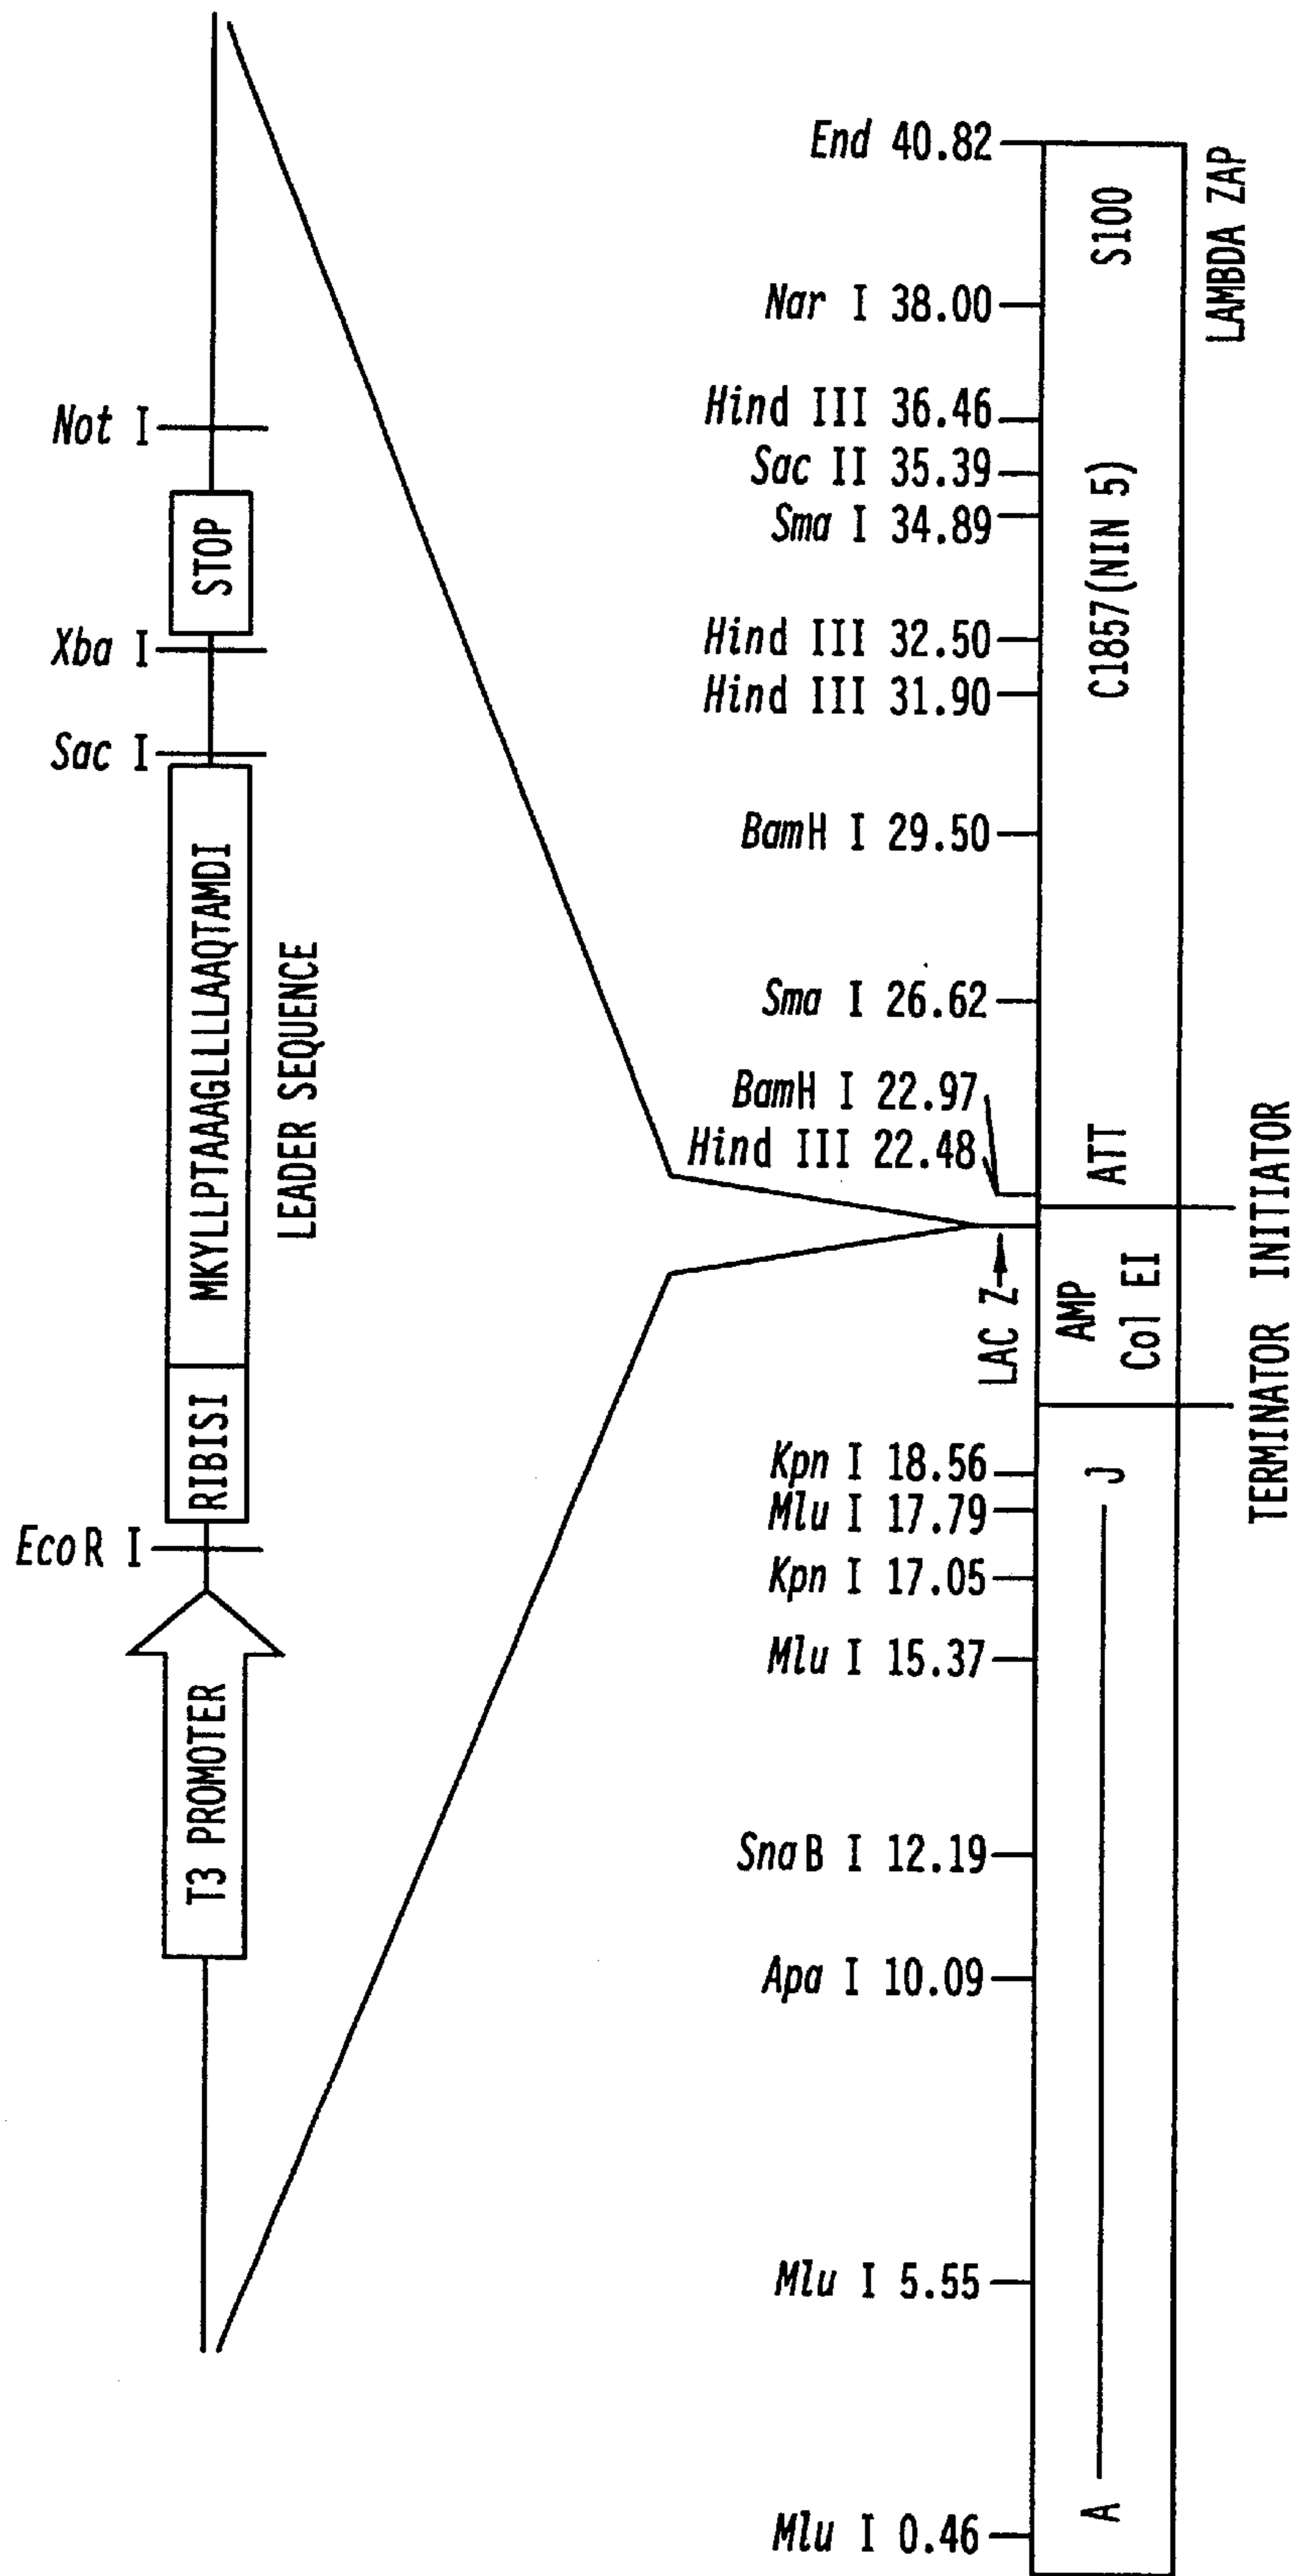 T3 PROMOTER
EcoR I
RIBISI
MKYLLPTAAAGLLLLAAQTAMDI
LEADER SEQUENCE
Sac I
Xba I
STOP
Not I
Mlu I 0.46
Mlu I 5.55
Apa I 10.09
SnaB I 12.19
Mlu I 15.37
Kpn I 17.05
Mlu I 17.79
Kpn I 18.56
LAC Z
Hind III 22.48
BamH I 22.97
Sma I 26.62
BamH I 29.50
Hind III 31.90
Hind III 32.50
Sma I 34.89
Sac II 35.39
Hind III 36.46
Nar I 38.00
End 40.82
A
J
AMP
Col EI
ATT
C1857(NIN 5)
S100
TERMINATOR INITIATOR
LAMBDA ZAP